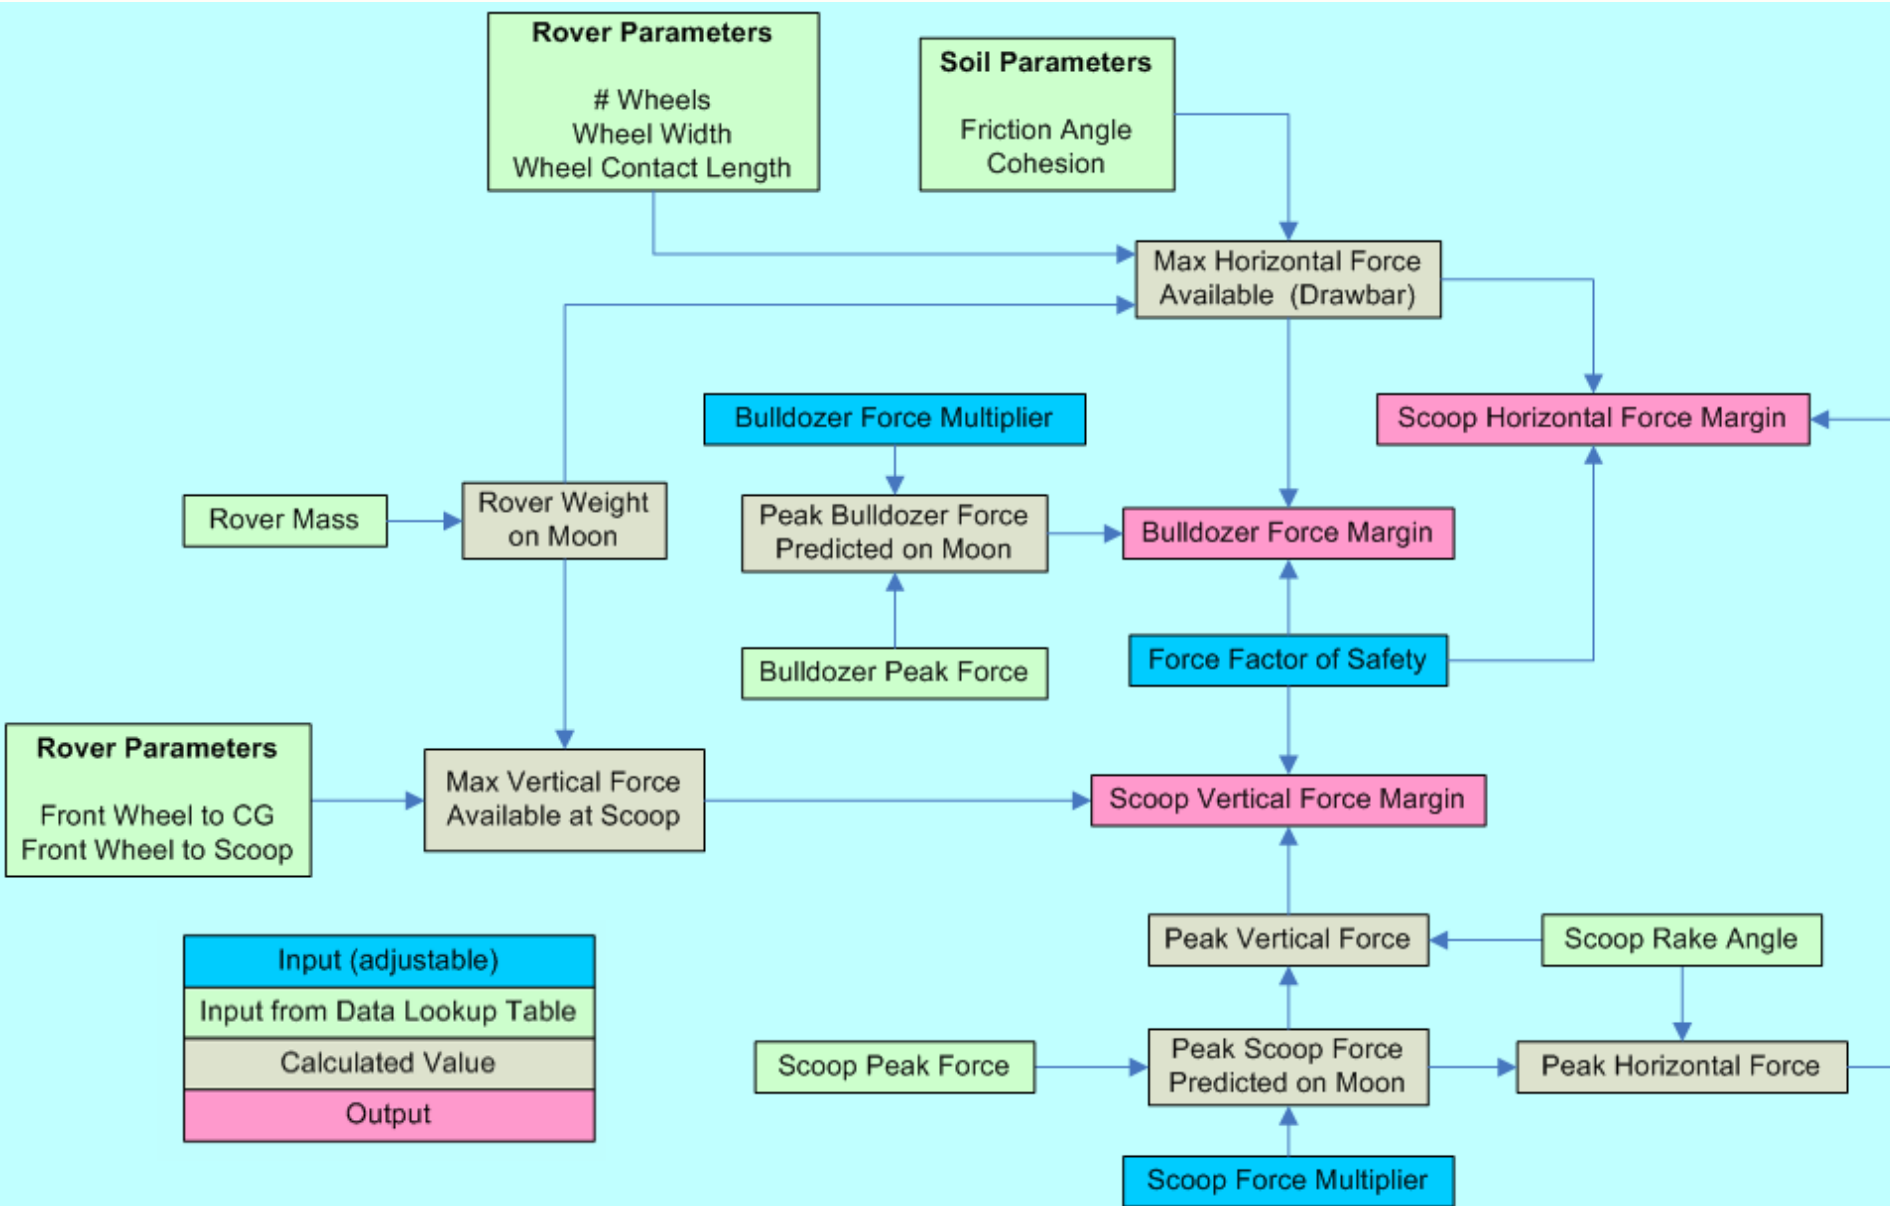 Rover Parameters
# Wheels
Wheel Width
Wheel Contact Length
Soil Parameters
Friction Angle
Cohesion
Max Horizontal Force
Available (Drawbar)
Bulldozer Force Multiplier
Scoop Horizontal Force Margin
Rover Mass
Rover Weight
on Moon
Peak Bulldozer Force
Predicted on Moon
Bulldozer Force Margin
Bulldozer Peak Force
Force Factor of Safety
Rover Parameters
Front Wheel to CG
Front Wheel to Scoop
Max Vertical Force
Available at Scoop
Scoop Vertical Force Margin
Peak Vertical Force
Scoop Rake Angle
Input (adjustable)
Input from Data Lookup Table
Calculated Value
Output
Scoop Peak Force
Peak Scoop Force
Predicted on Moon
Peak Horizontal Force
Scoop Force Multiplier